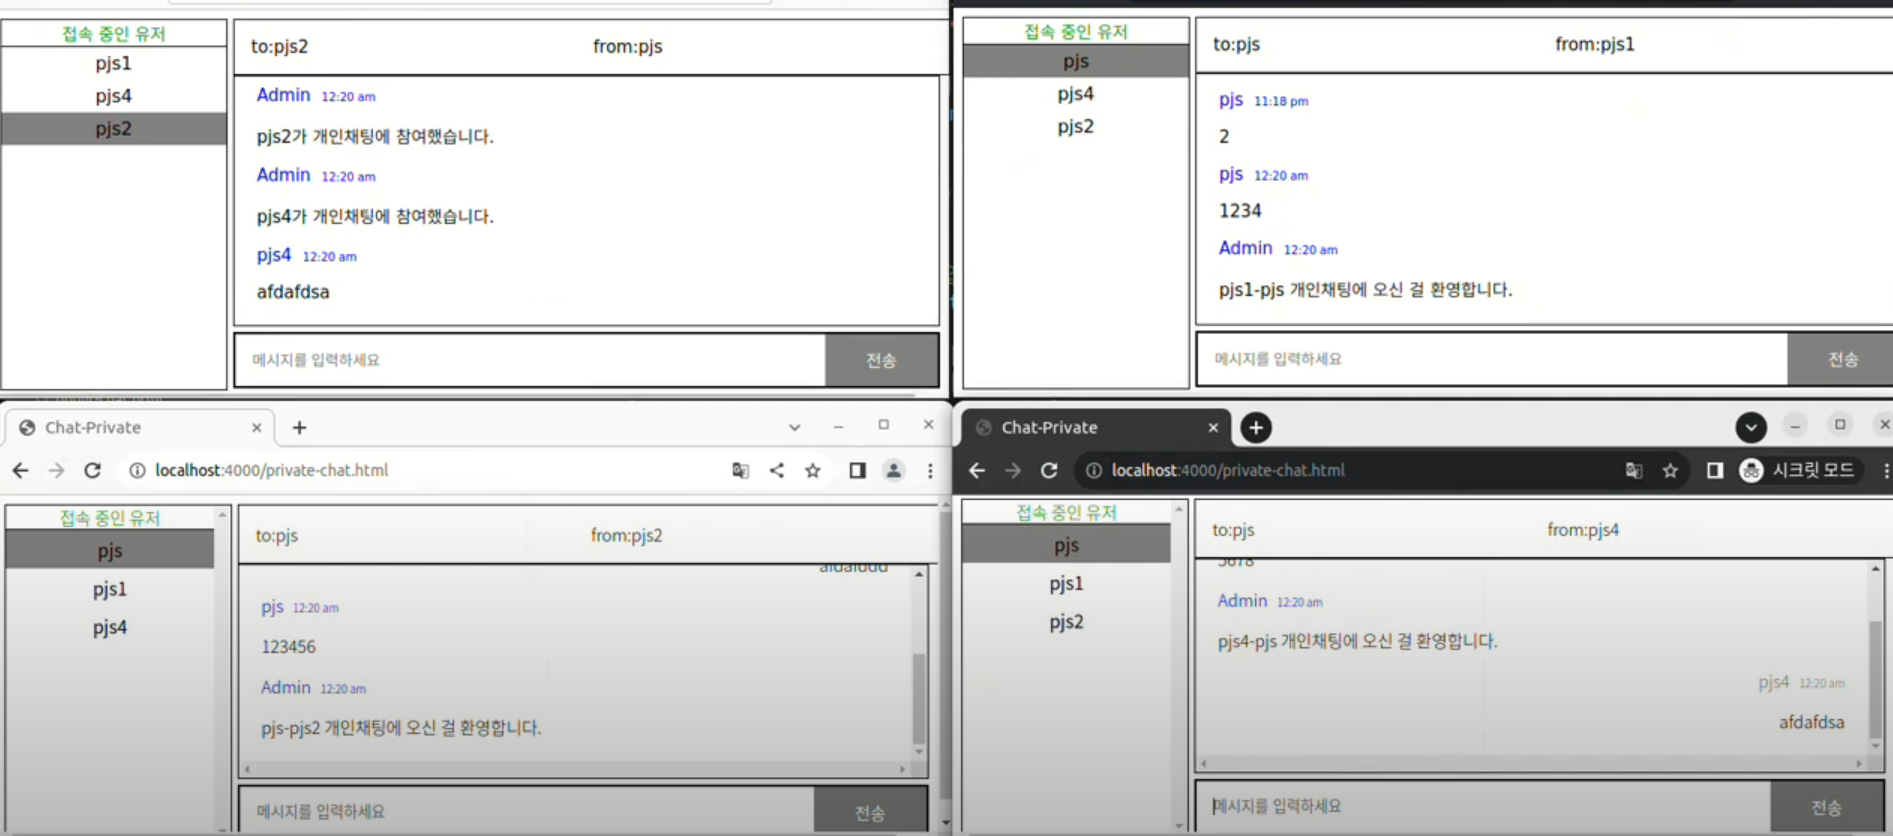 접속 중인 유저
pjs1
pjs4
pjs2
to:pjs2 from:pjs
Admin 12:20 am
pjs2가 개인채팅에 참여했습니다.
Admin 12:20 am
pjs4가 개인채팅에 참여했습니다.
pjs4 12:20 am
afdafdsa
메시지를 입력하세요 전송
접속 중인 유저
pjs
pjs4
pjs2
to:pjs from:pjs1
pjs 11:18 pm
2
pjs 12:20 am
1234
Admin 12:20 am
pjs1-pjs 개인채팅에 오신 걸 환영합니다.
메시지를 입력하세요 전송
Chat-Private
localhost:4000/private-chat.html
접속 중인 유저
pjs
pjs1
pjs4
to:pjs from:pjs2
pjs 12:20 am
123456
Admin 12:20 am
pjs-pjs2 개인채팅에 오신 걸 환영합니다.
메시지를 입력하세요 전송
Chat-Private
localhost:4000/private-chat.html 시크릿 모드
접속 중인 유저
pjs
pjs1
pjs2
to:pjs from:pjs4
5678
Admin 12:20 am
pjs4-pjs 개인채팅에 오신 걸 환영합니다.
pjs4 12:20 am
afdafdsa
메시지를 입력하세요 전송